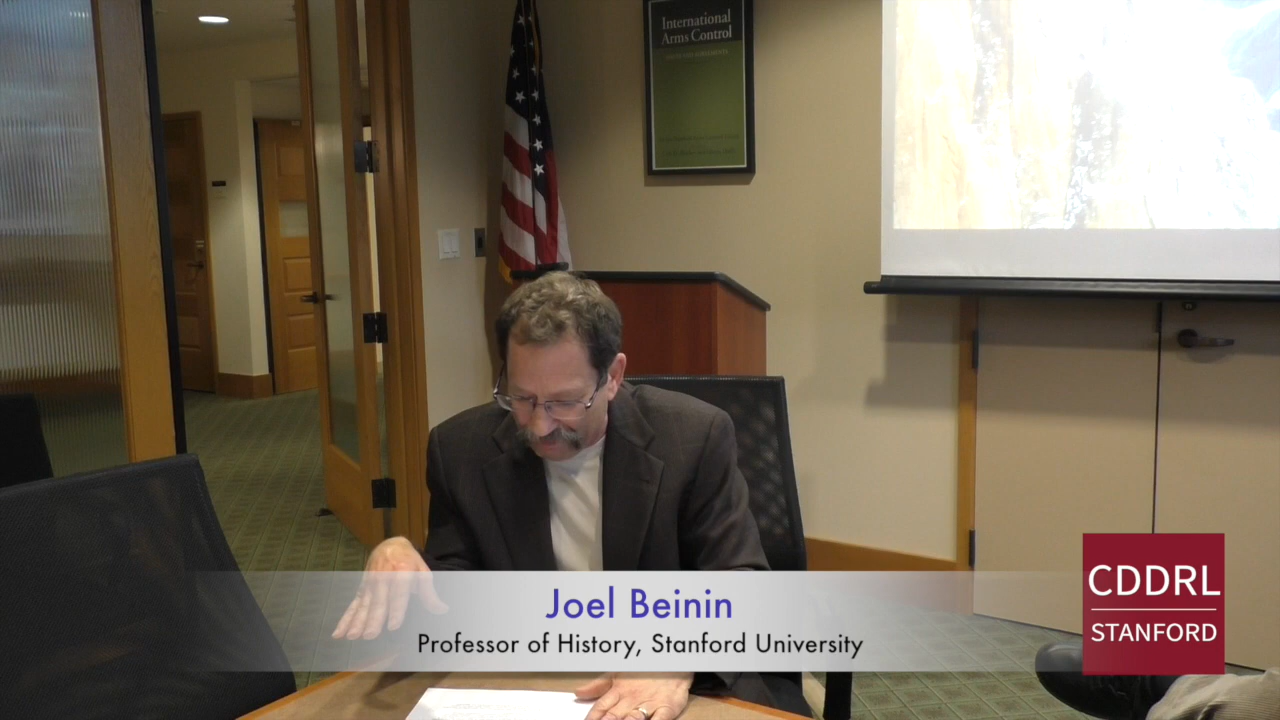 International
Arms Control
Joel Beinin
Professor of History, Stanford University
CDDRL
STANFORD